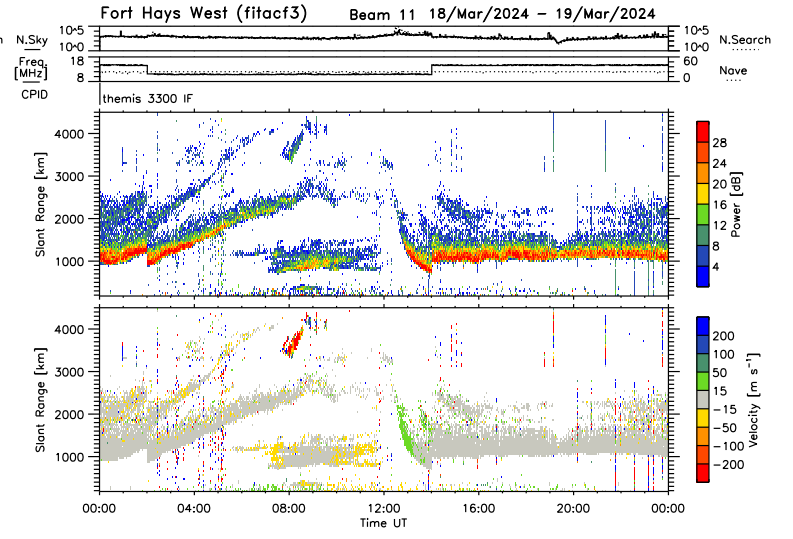 Fort Hays West (fitacf3) Beam 11 18/Mar/2024 − 19/Mar/2024
N.Sky 10^5 10^0 10^5 10^0 N.Search
Freq. [MHz] 18 8 60 0 Nave
CPID themis 3300 IF
Slant Range [km]
4000
3000
2000
1000
Power [dB]
28
24
20
16
12
8
4
Slant Range [km]
4000
3000
2000
1000
Velocity [m s⁻¹]
200
100
50
15
−15
−50
−100
−200
00:00 04:00 08:00 12:00 16:00 20:00 00:00
Time UT